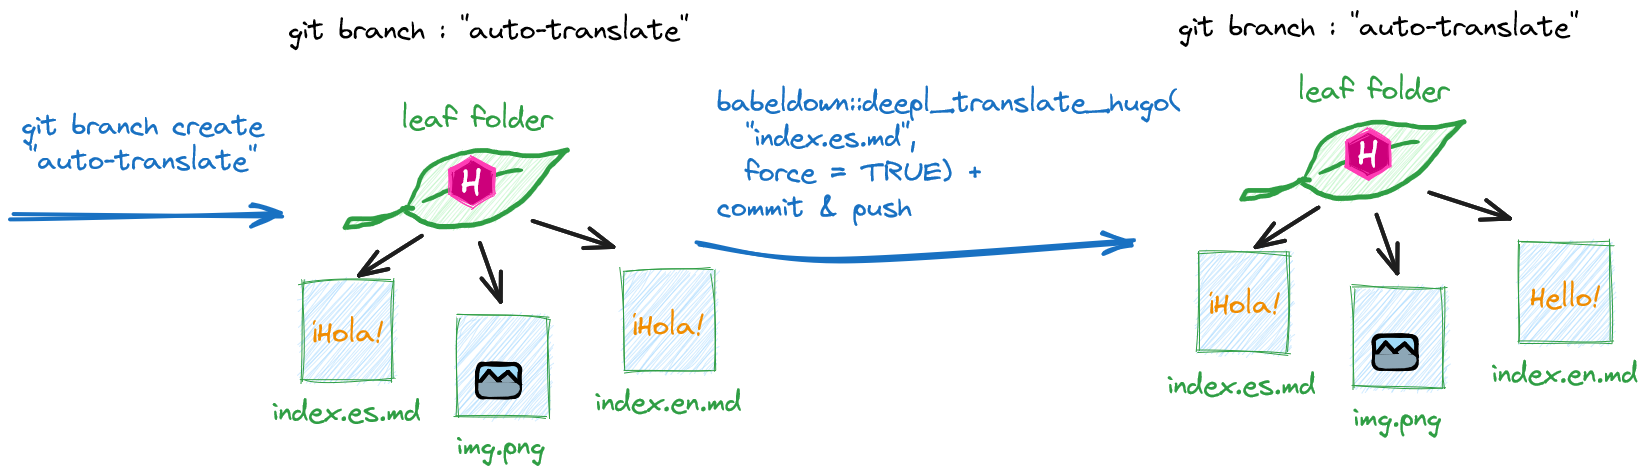 git branch : "auto-translate"
git branch create
"auto-translate"
leaf folder
H
¡Hola!
index.es.md
img.png
¡Hola!
index.en.md
babeldown::deepl_translate_hugo(
"index.es.md",
force = TRUE) +
commit & push
git branch : "auto-translate"
leaf folder
H
¡Hola!
index.es.md
img.png
Hello!
index.en.md